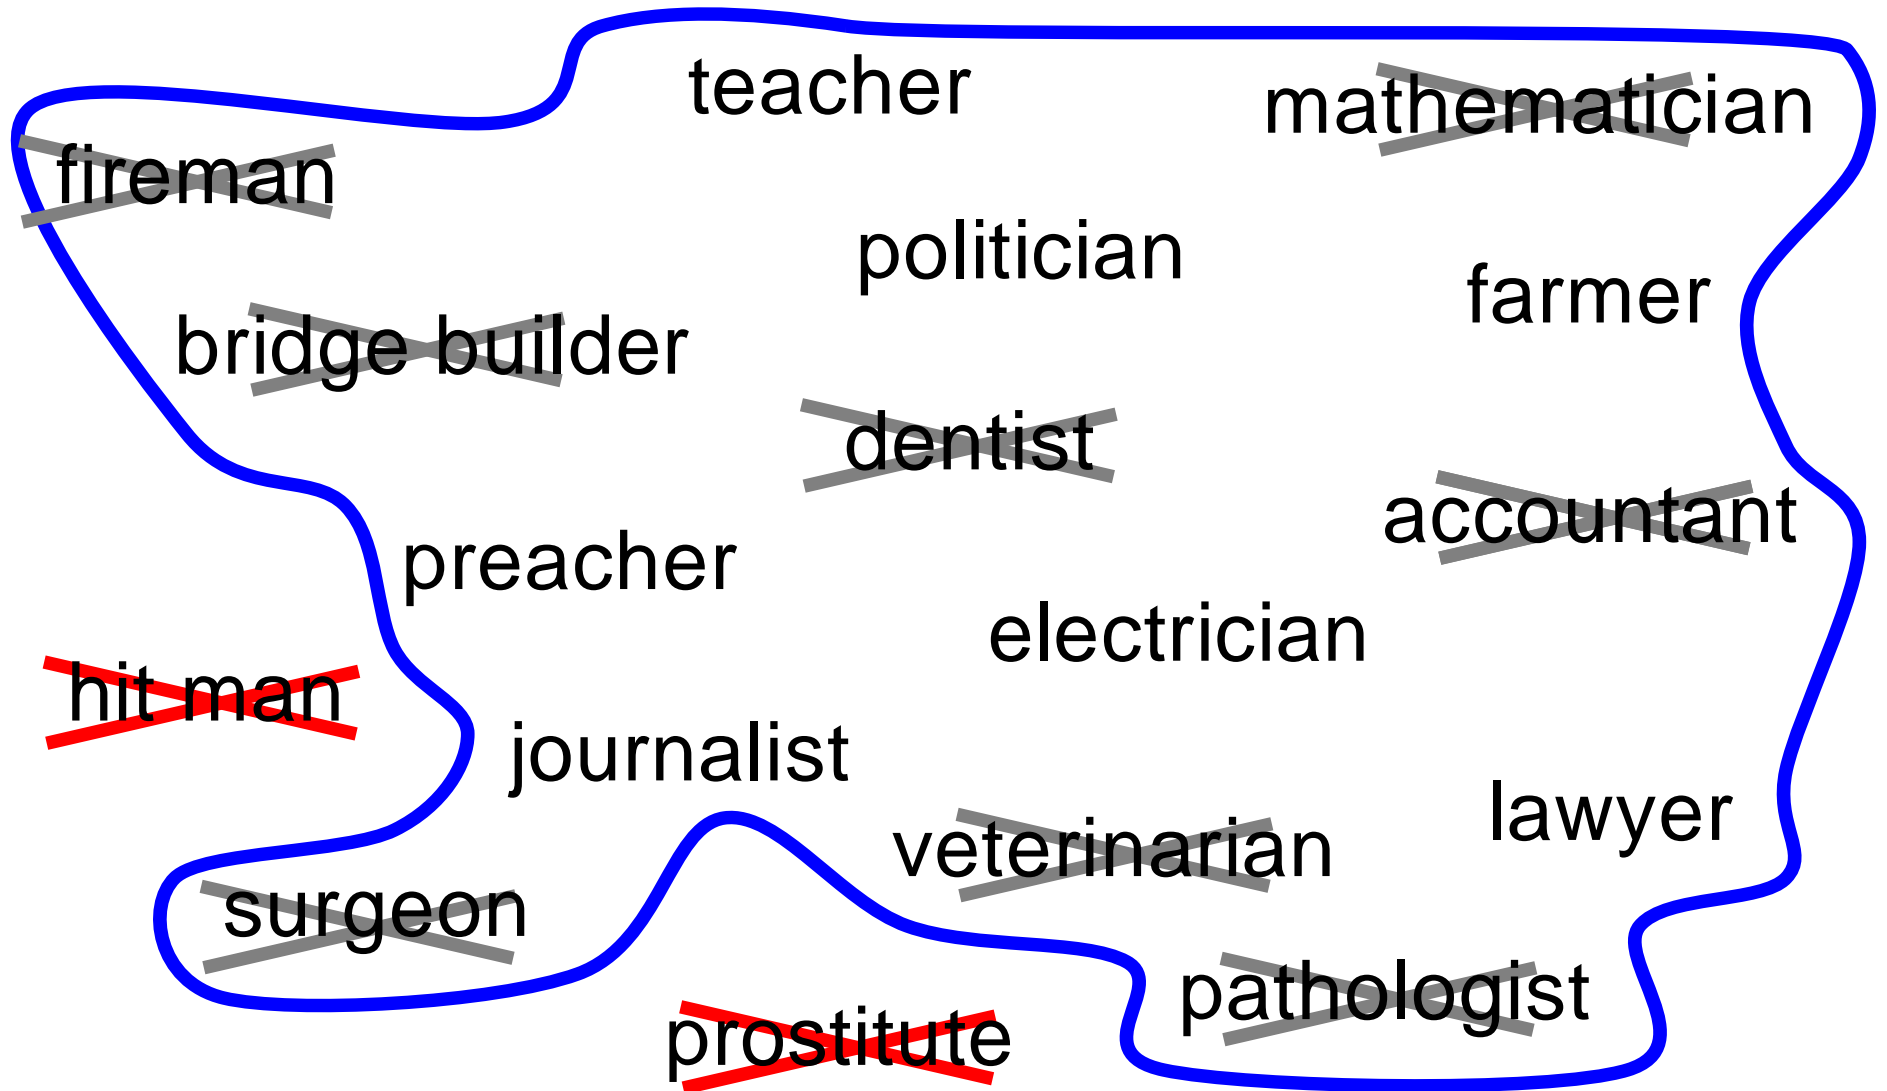 teacher
mathematician
fireman
politician
farmer
bridge builder
dentist
accountant
preacher
electrician
hit man
journalist
lawyer
veterinarian
surgeon
pathologist
prostitute